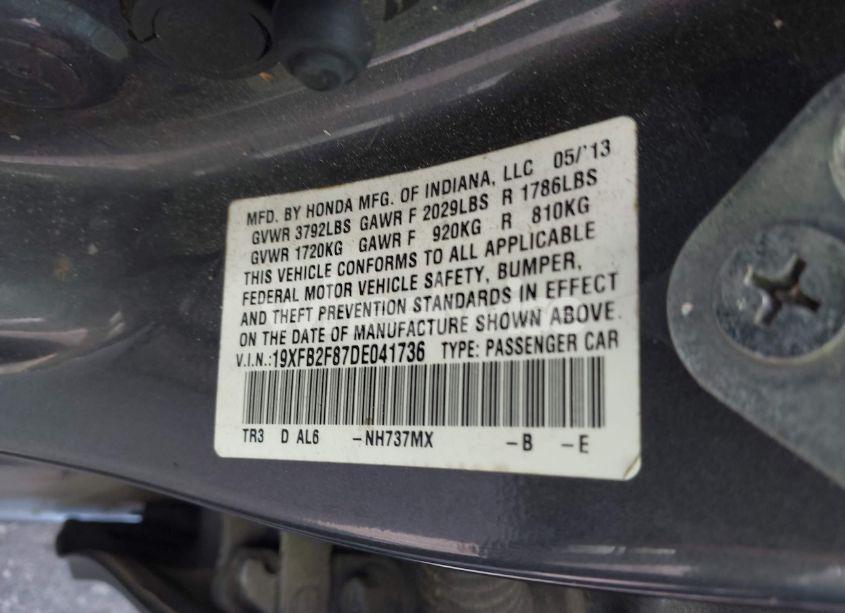 MFD. BY HONDA MFG. OF INDIANA, LLC 05/'13
GVWR 3792LBS GAWR F 2029LBS R 1786LBS
GVWR 1720KG GAWR F 920KG R 810KG
THIS VEHICLE CONFORMS TO ALL APPLICABLE
FEDERAL MOTOR VEHICLE SAFETY, BUMPER,
AND THEFT PREVENTION STANDARDS IN EFFECT
ON THE DATE OF MANUFACTURE SHOWN ABOVE.
V.I.N.:19XFB2F87DE041736 TYPE: PASSENGER CAR
TR3 D AL6 -NH737MX -B -E